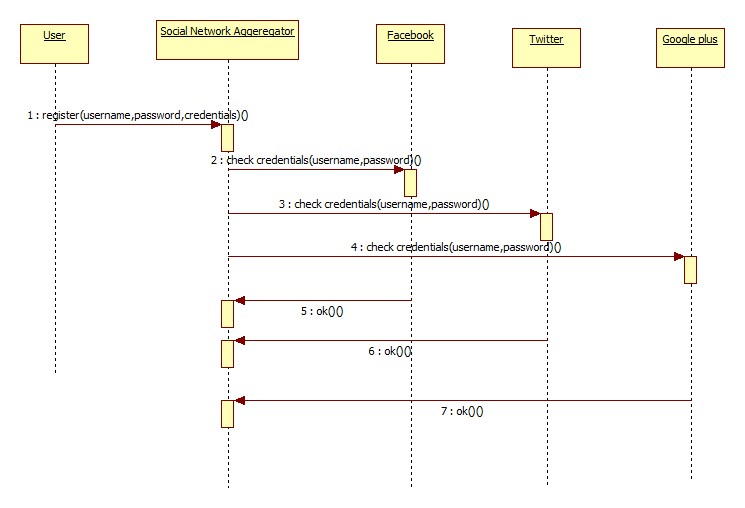 User
Social Network Aggeregator
Facebook
Twitter
Google plus
1 : register(username,password,credentials)()
2 : check credentials(username,password)()
3 : check credentials(username,password)()
4 : check credentials(username,password)()
5 : ok()()
6 : ok()()
7 : ok()()